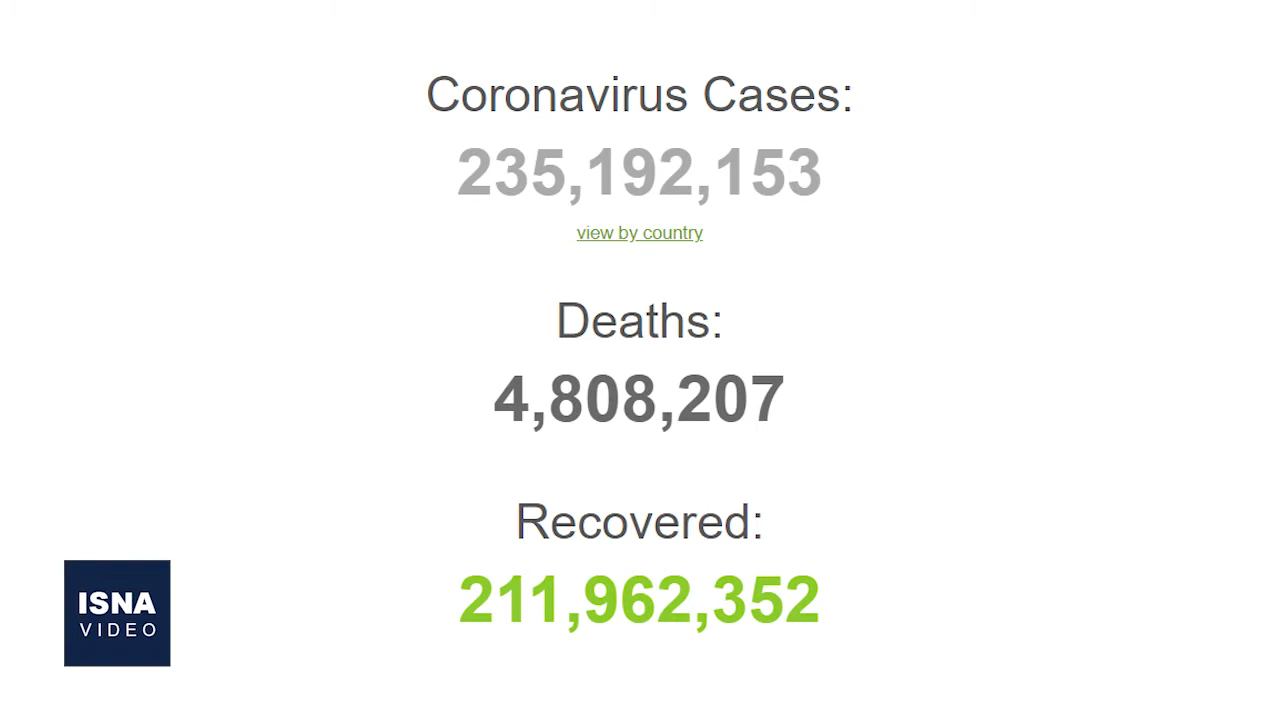 Coronavirus Cases:
235,192,153
view by country
Deaths:
4,808,207
Recovered:
211,962,352
ISNA
VIDEO